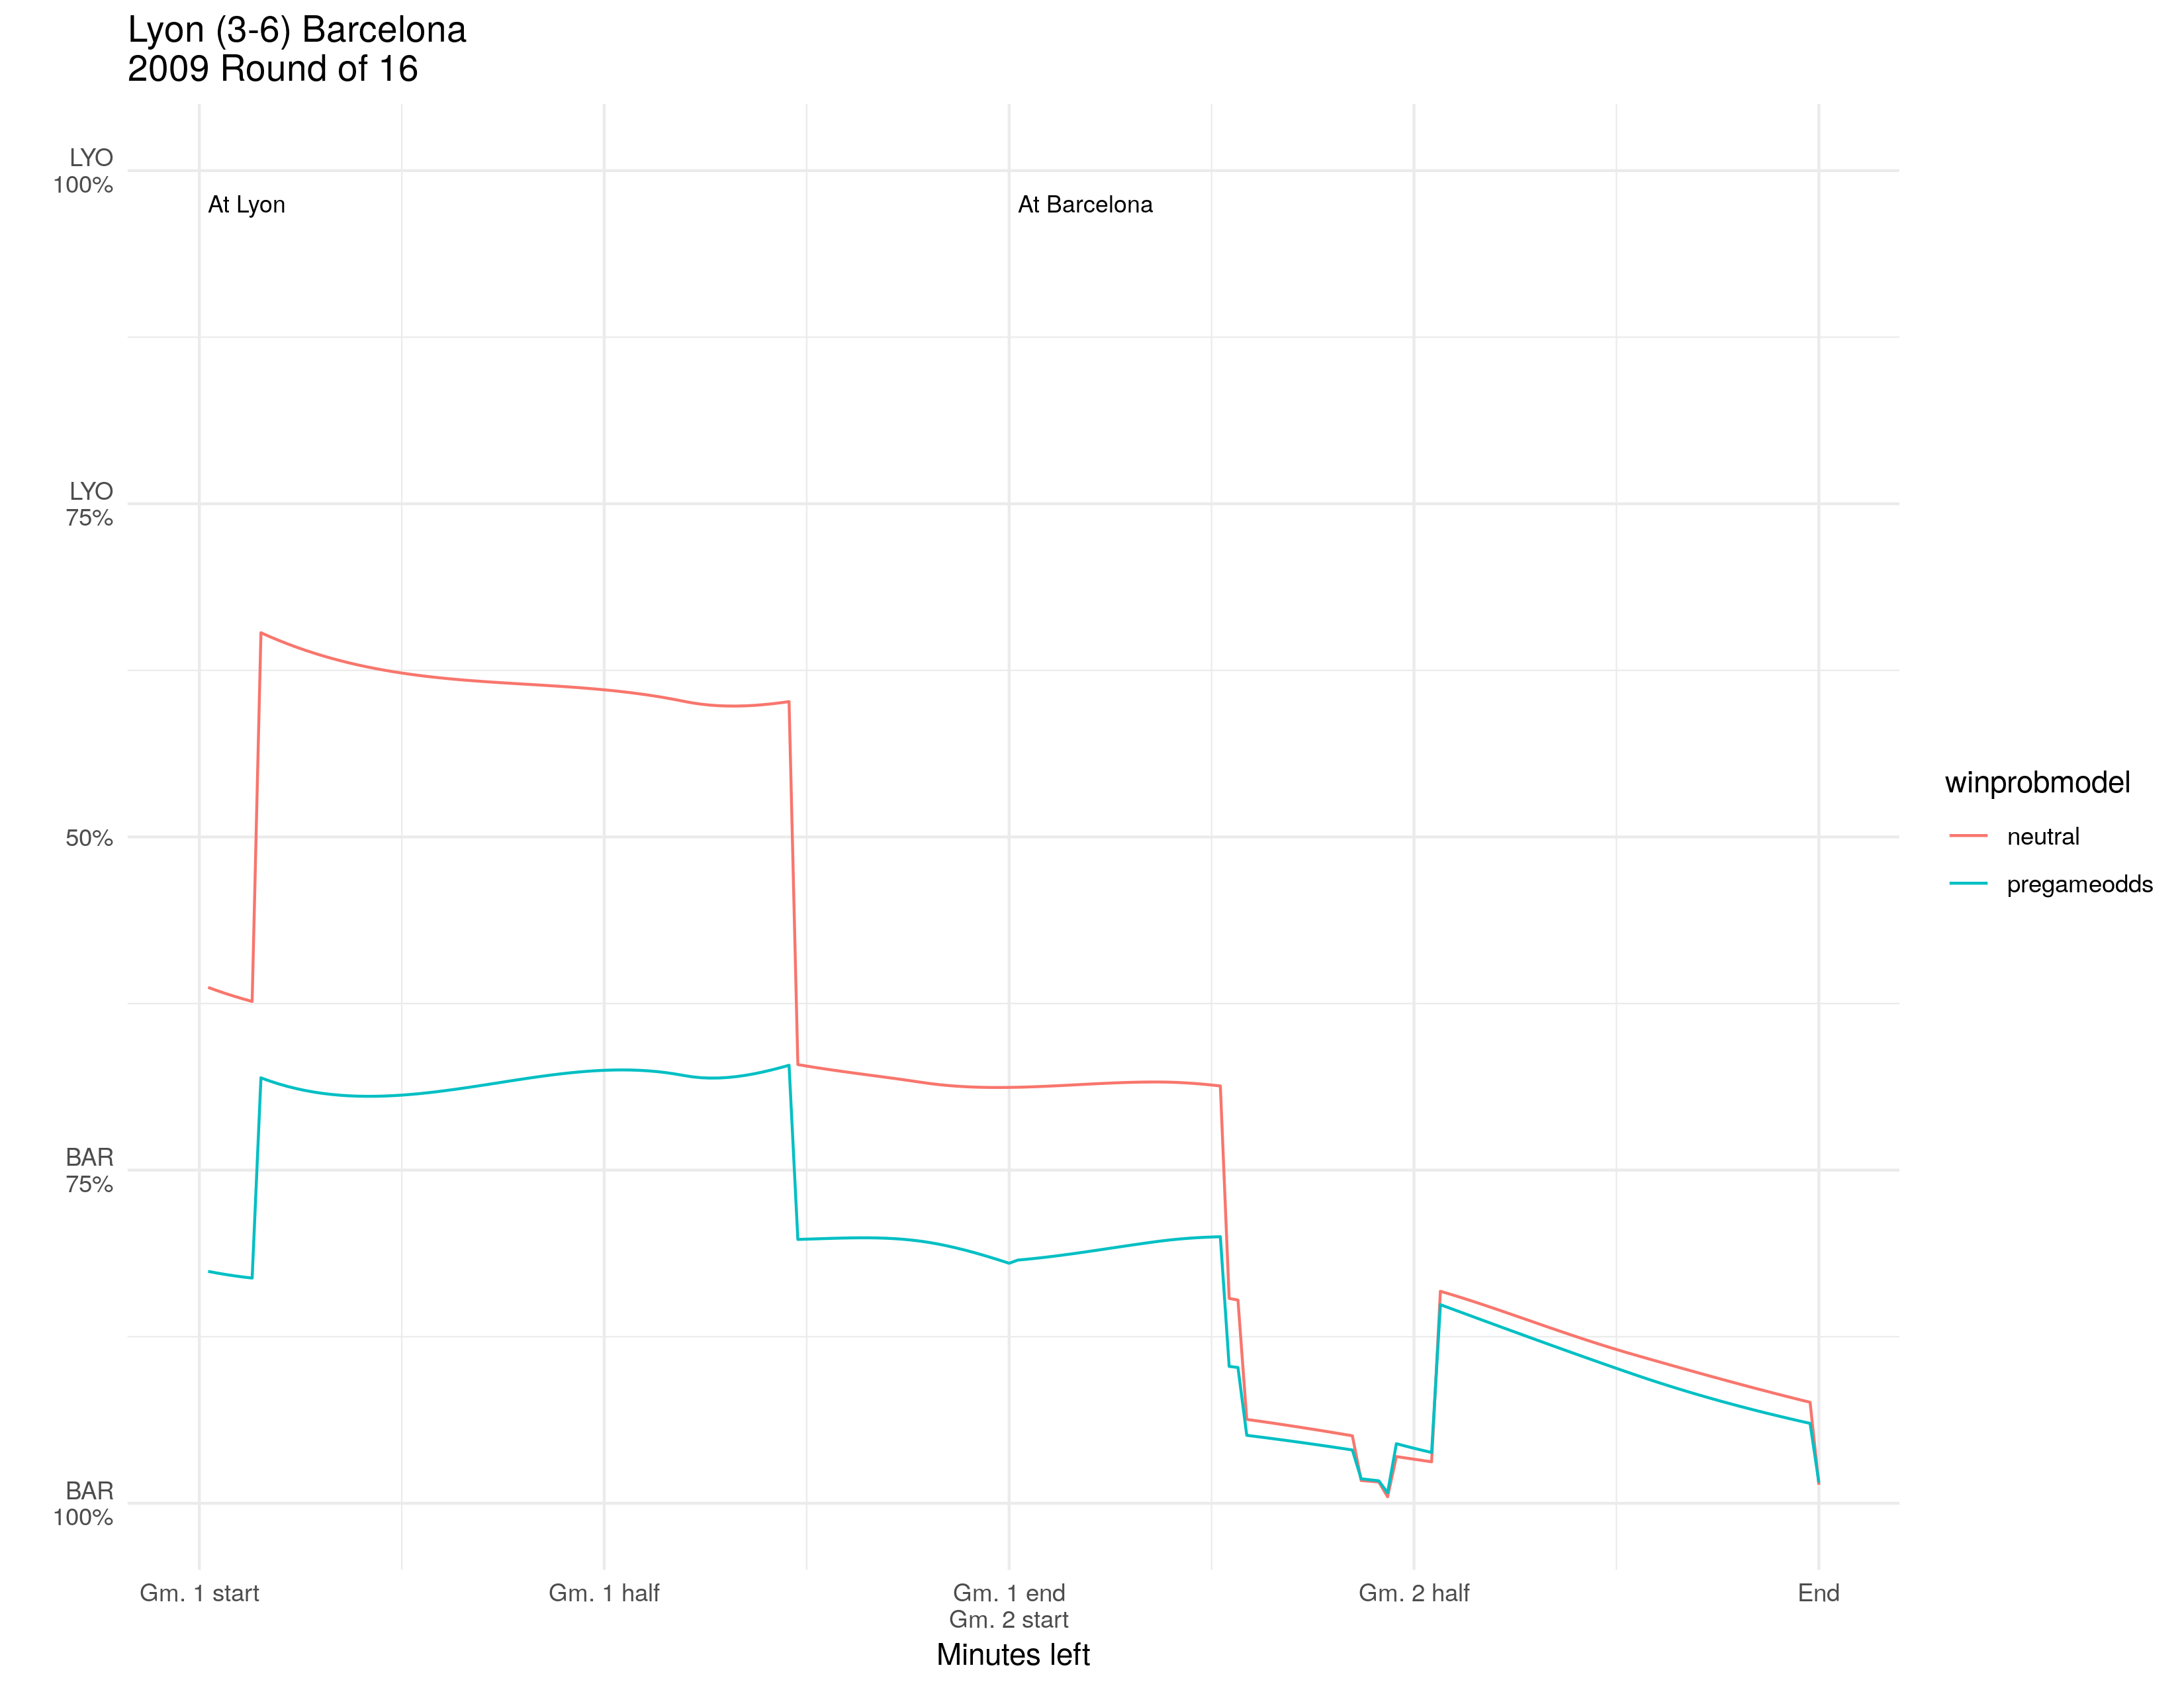 Lyon (3-6) Barcelona
2009 Round of 16
LYO
100%
At Lyon
At Barcelona
LYO
75%
50%
BAR
75%
BAR
100%
winprobmodel
neutral
pregameodds
Gm. 1 start
Gm. 1 half
Gm. 1 end
Gm. 2 start
Gm. 2 half
End
Minutes left